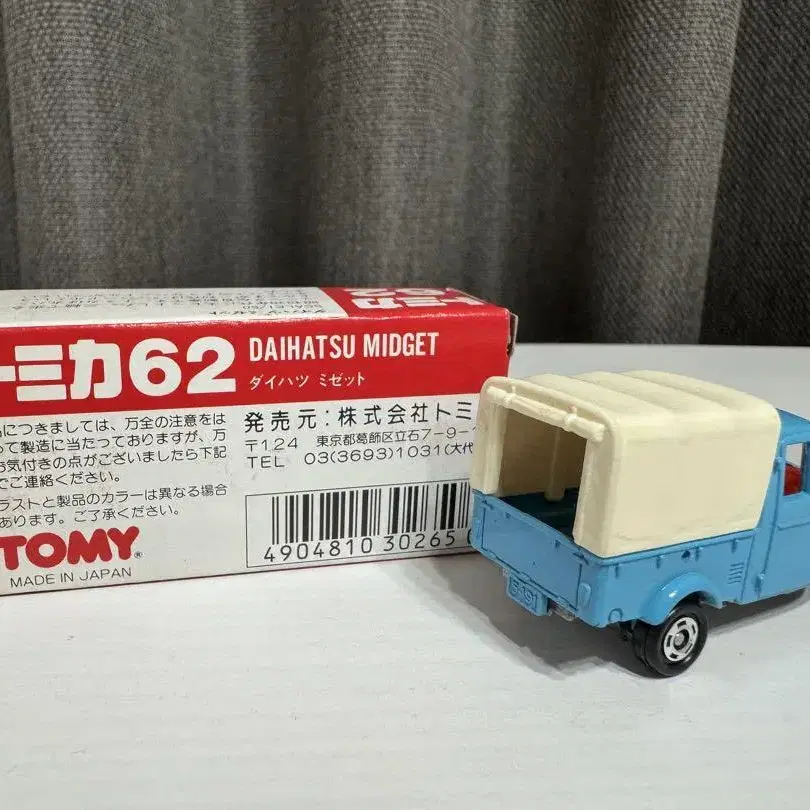 トミカ62
DAIHATSU MIDGET
ダイハツ ミゼット
につきましては、万全の注意をは
って製造に当たっておりますが、万
お気付きの点がございましたら下記
でご連絡ください。
ラストと製品のカラーは異なる場合
あります。ご了承ください。
発売元：株式会社トミ
〒124 東京都葛飾区立石7-9-1
TEL 03(3693)1031(大代
TOMY
MADE IN JAPAN
4904810 30265